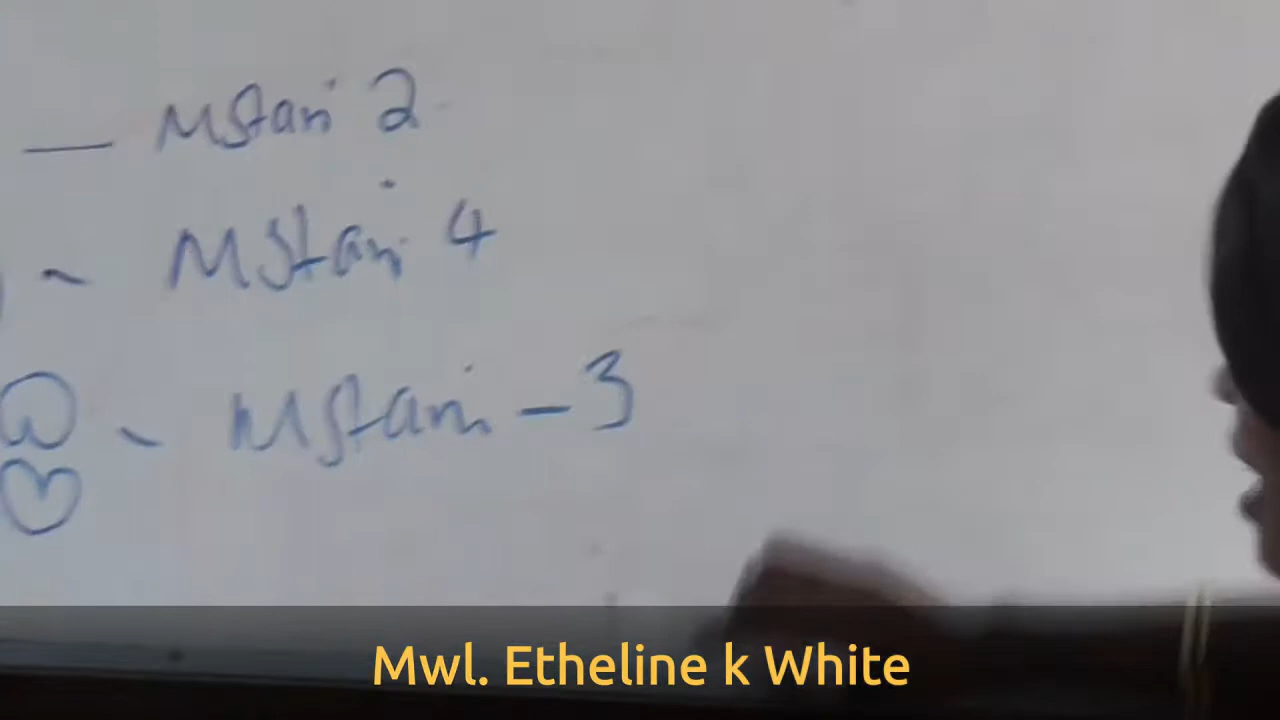 — Mstari 2
~ Mstari 4
~ Mstari - 3
Mwl. Etheline k White